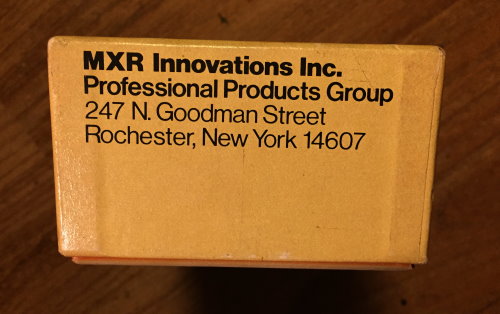 MXR Innovations Inc.
Professional Products Group
247 N. Goodman Street
Rochester, New York 14607